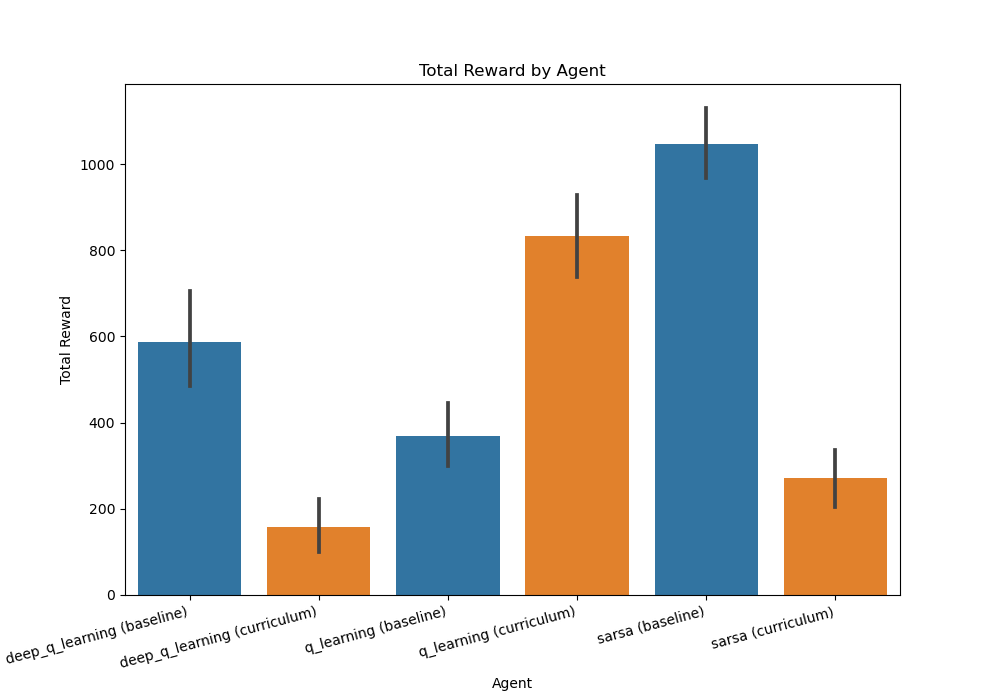 Total Reward by Agent
Total Reward
1000
800
600
400
200
0
deep_q_learning (baseline)
deep_q_learning (curriculum)
q_learning (baseline)
q_learning (curriculum)
sarsa (baseline)
sarsa (curriculum)
Agent